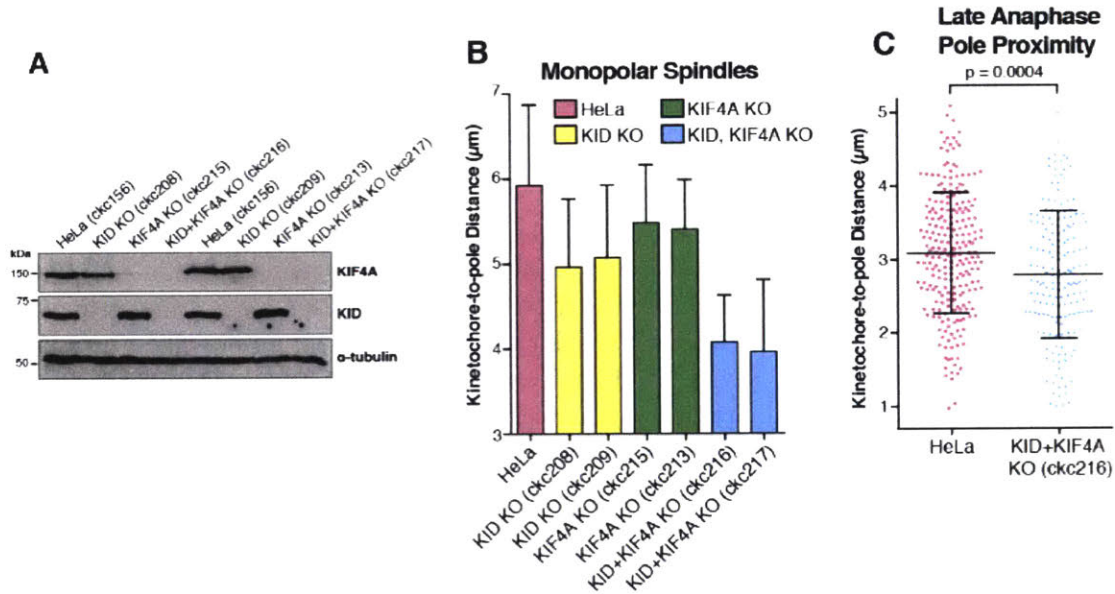 A
HeLa (ckc156)
KID KO (ckc208)
KIF4A KO (ckc215)
KID+KIF4A KO (ckc216)
HeLa (ckc156)
KID KO (ckc209)
KIF4A KO (ckc213)
KID+KIF4A KO (ckc217)
kDa
150
KIF4A
75
KID
50
α-tubulin
B
Monopolar Spindles
Kinetochore-to-pole Distance (μm)
7
6
5
4
3
HeLa
KIF4A KO
KID KO
KID, KIF4A KO
HeLa
KID KO (ckc208)
KID KO (ckc209)
KIF4A KO (ckc215)
KIF4A KO (ckc213)
KID+KIF4A KO (ckc216)
KID+KIF4A KO (ckc217)
C
Late Anaphase
Pole Proximity
p = 0.0004
Kinetochore-to-pole Distance (μm)
5
4
3
2
1
HeLa
KID+KIF4A
KO (ckc216)